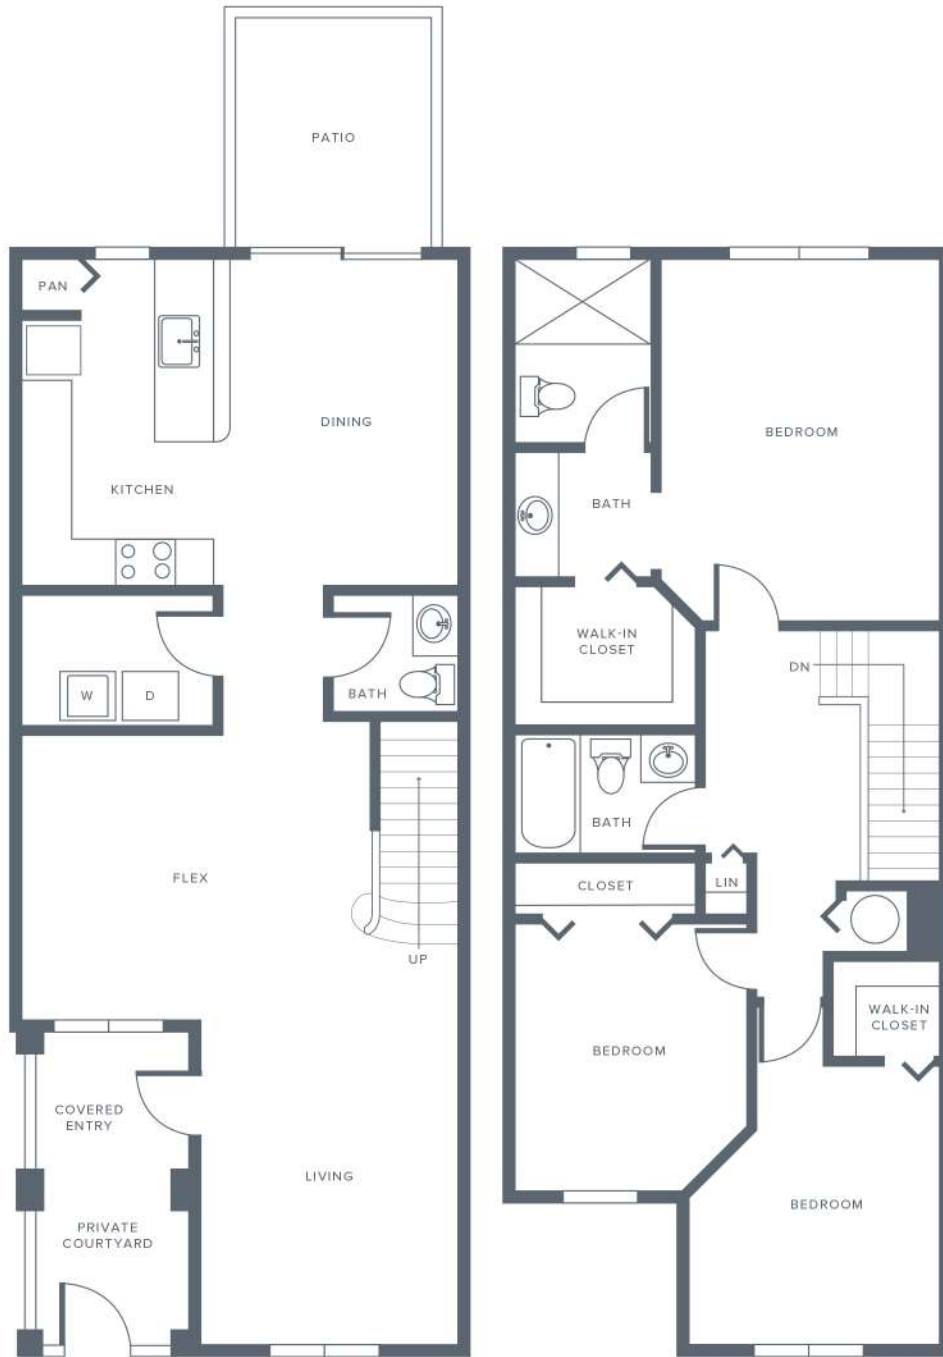 PATIO
PAN
DINING
KITCHEN
W
D
BATH
FLEX
UP
COVERED
ENTRY
LIVING
PRIVATE
COURTYARD
BEDROOM
BATH
WALK-IN
CLOSET
DN
BATH
CLOSET
LIN
WALK-IN
CLOSET
BEDROOM
BEDROOM